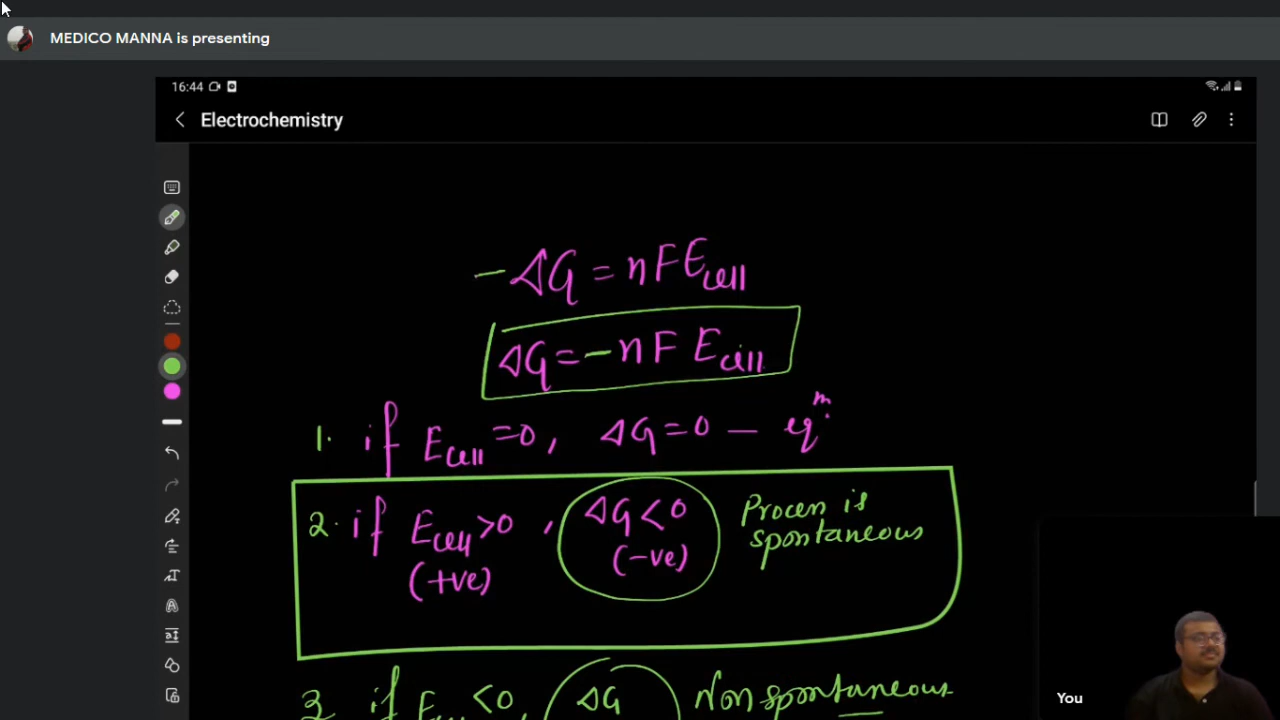 MEDICO MANNA is presenting
16:44
Electrochemistry
-ΔG = nFEcell
ΔG = -nFEcell
1. if Ecell = 0, ΔG = 0 — eqm.
2. if Ecell > 0, ΔG < 0 Process is
(+ve) (-ve) spontaneous
3 if E < 0, ΔG Non spontaneous
You